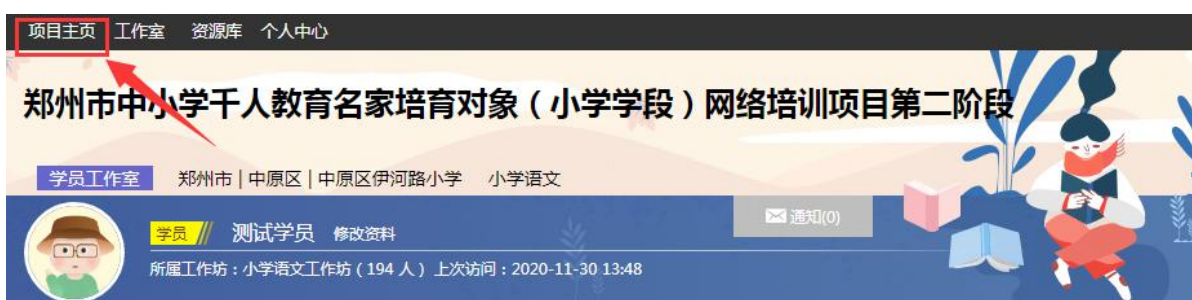 项目主页 工作室 资源库 个人中心
郑州市中小学千人教育名家培育对象（小学学段）网络培训项目第二阶段
学员工作室 郑州市 | 中原区 | 中原区伊河路小学 小学语文
通知(0)
学员 测试学员 修改资料
所属工作坊：小学语文工作坊（194 人） 上次访问：2020-11-30 13:48